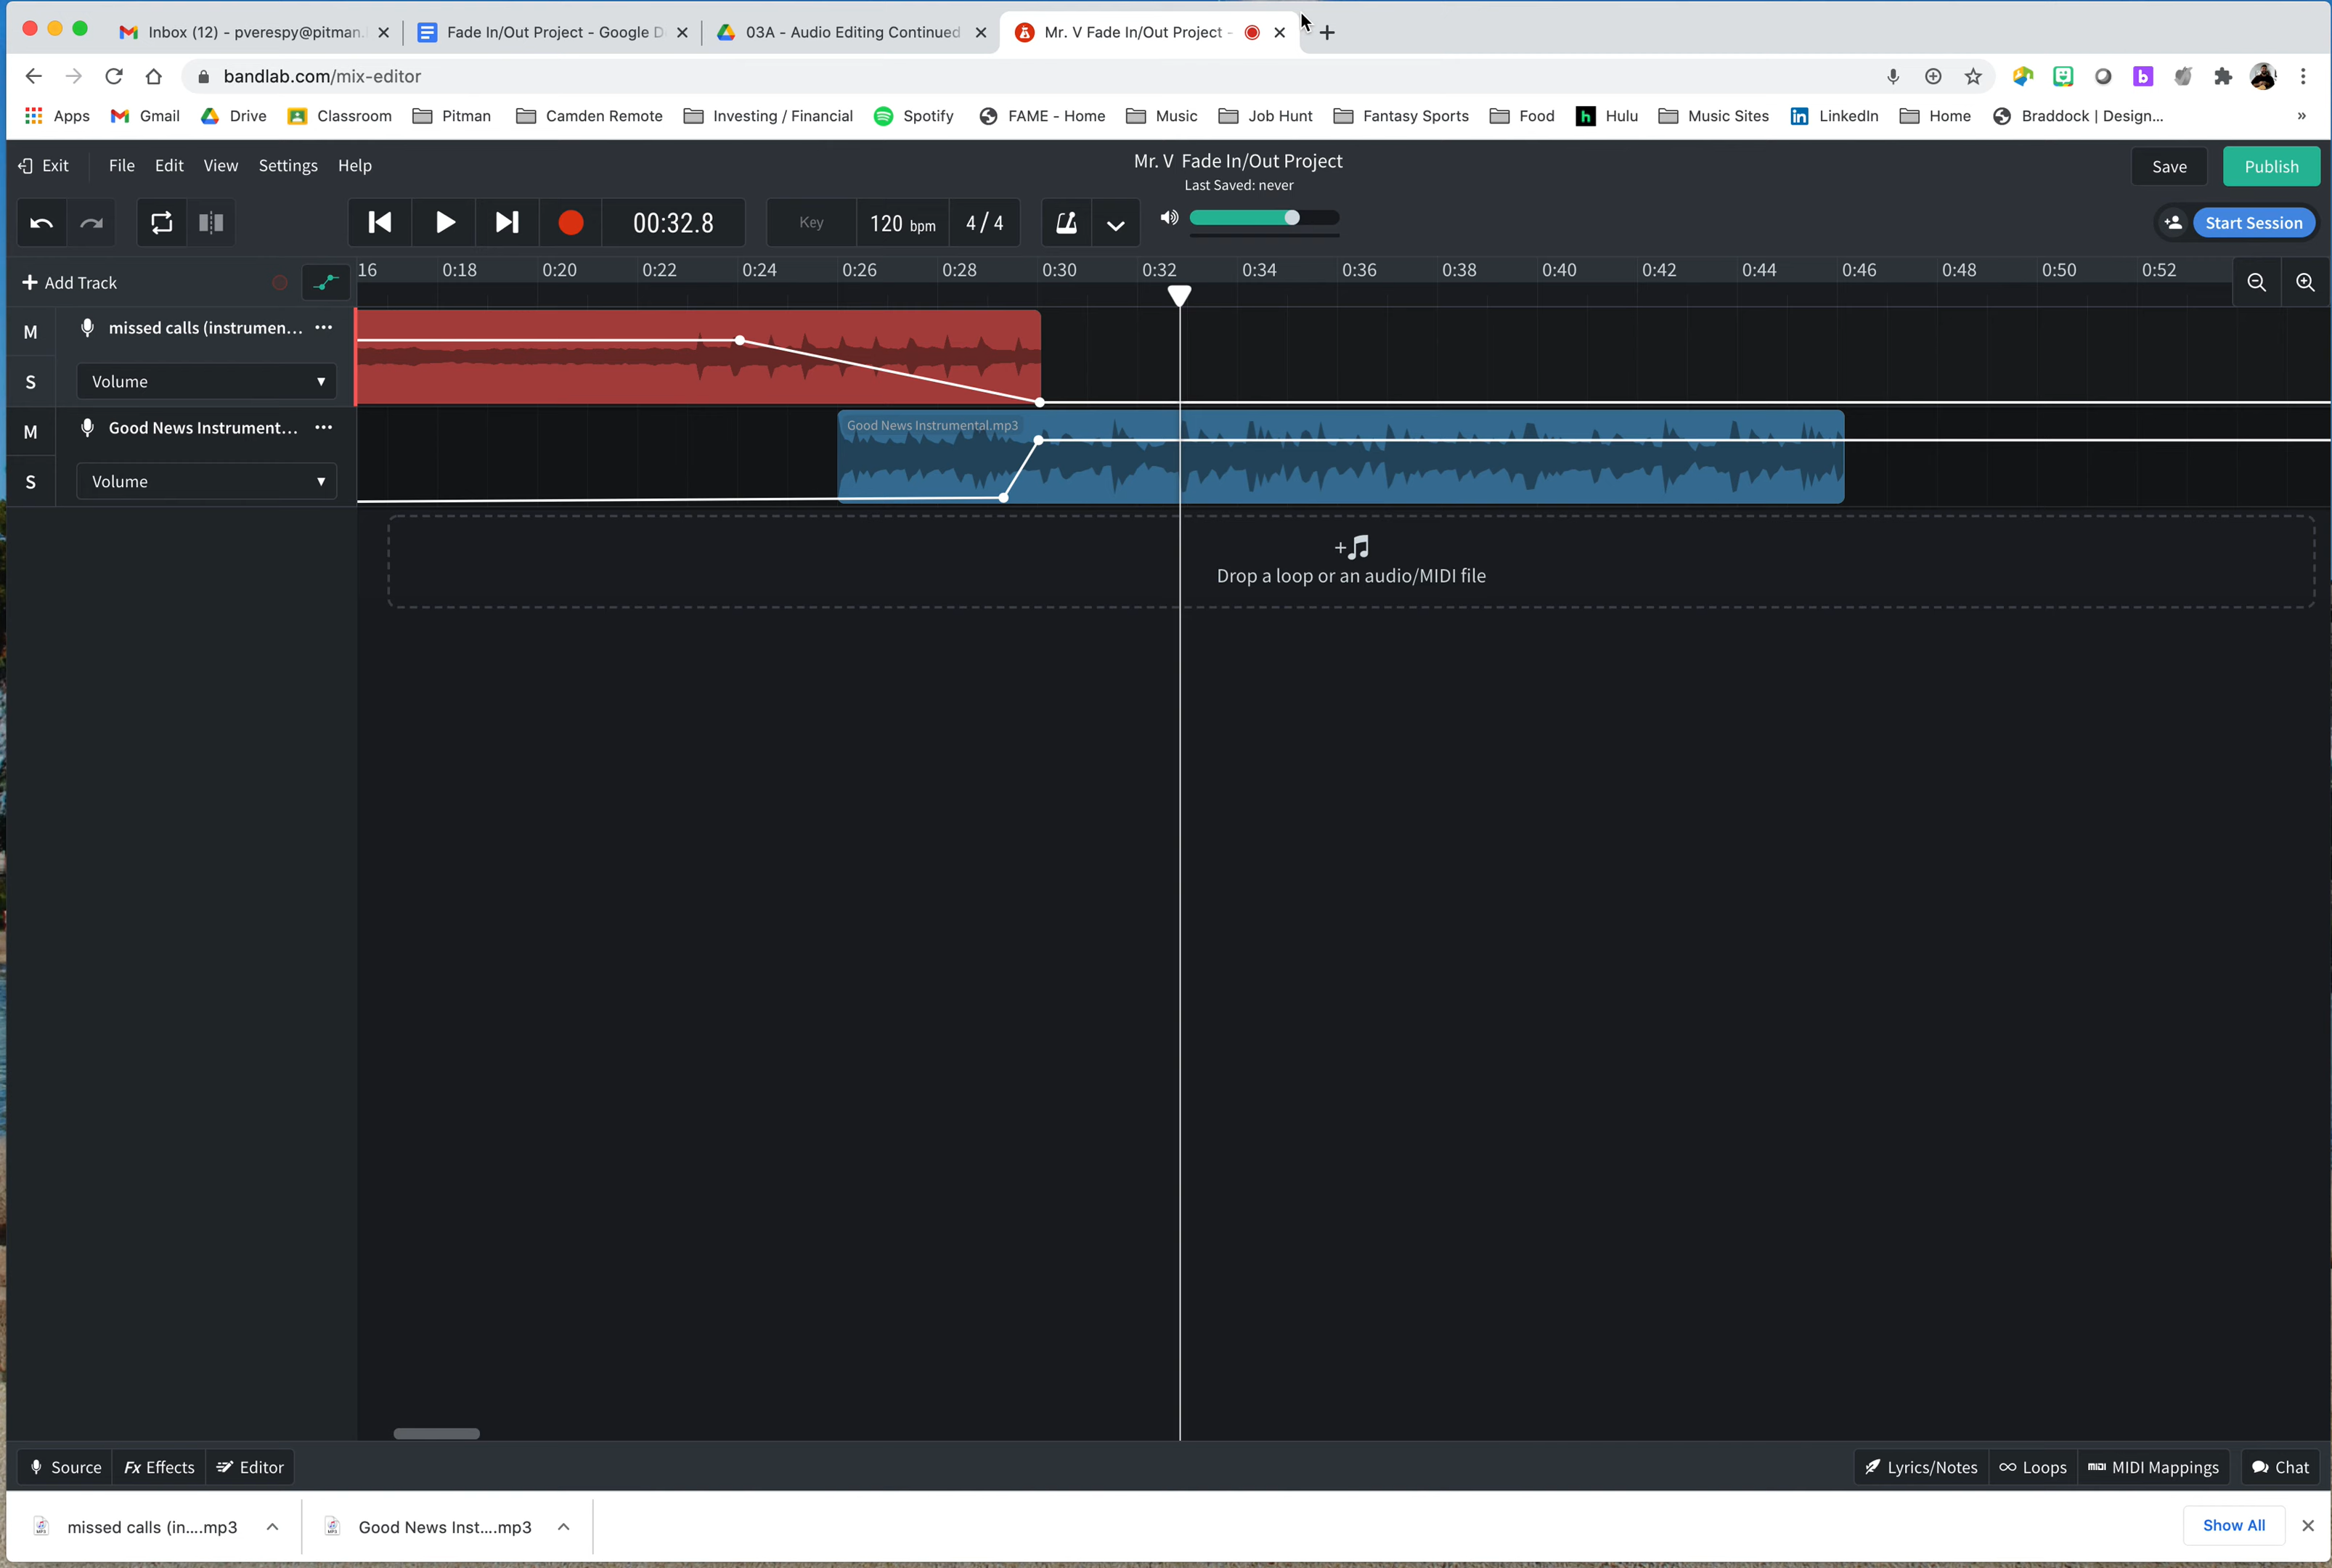 Inbox (12) - pverespy@pitman.
Fade In/Out Project - Google D
03A - Audio Editing Continued
Mr. V Fade In/Out Project -
bandlab.com/mix-editor
Apps Gmail Drive Classroom Pitman Camden Remote Investing / Financial Spotify FAME - Home Music Job Hunt Fantasy Sports Food Hulu Music Sites LinkedIn Home Braddock | Design... »
Exit File Edit View Settings Help
Mr. V Fade In/Out Project
Last Saved: never
Save Publish
00:32.8 Key 120 bpm 4/4
Start Session
+ Add Track
16 0:18 0:20 0:22 0:24 0:26 0:28 0:30 0:32 0:34 0:36 0:38 0:40 0:42 0:44 0:46 0:48 0:50 0:52
M missed calls (instrumen... ···
S Volume ▼
M Good News Instrument... ···
S Volume ▼
Good News Instrumental.mp3
Drop a loop or an audio/MIDI file
Source Fx Effects Editor
Lyrics/Notes Loops MIDI MIDI Mappings Chat
missed calls (in....mp3
Good News Inst....mp3
Show All